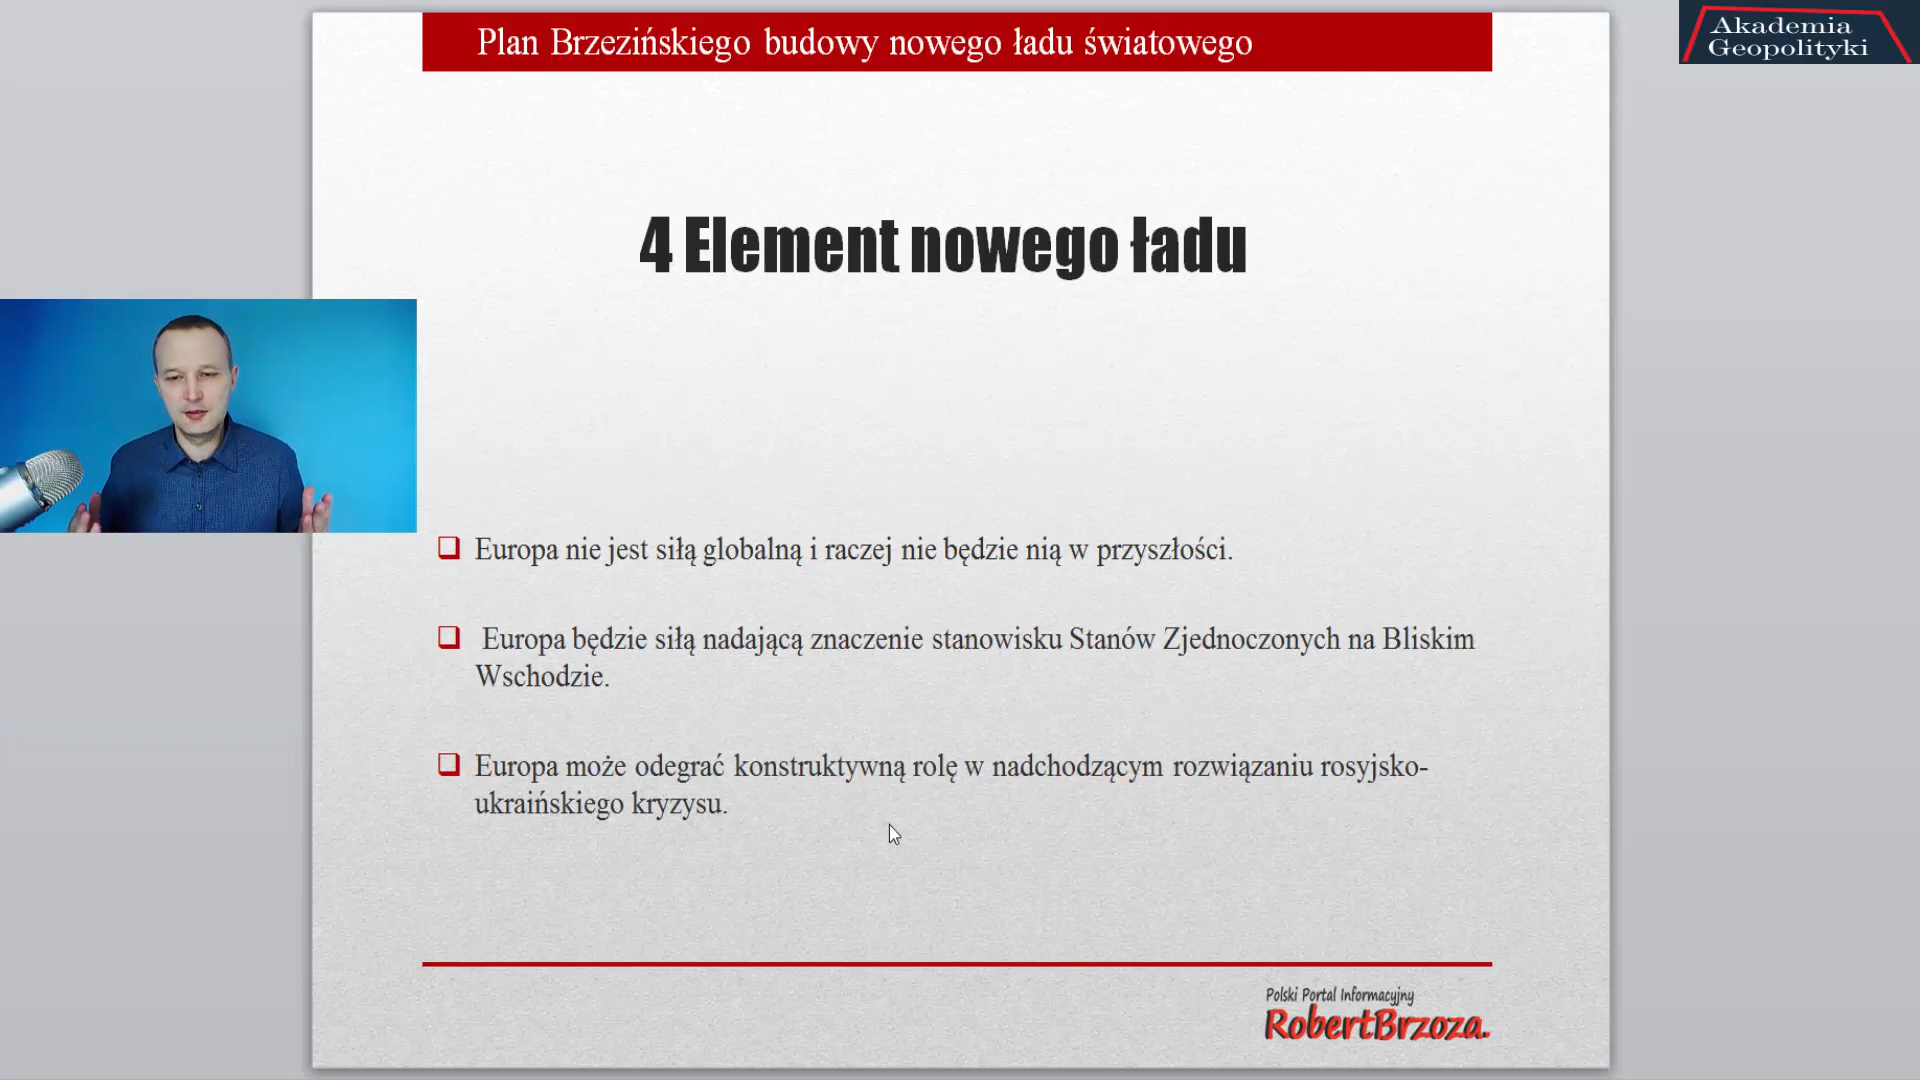 Plan Brzezińskiego budowy nowego ładu światowego
Akademia
Geopolityki
4 Element nowego ładu
Europa nie jest siłą globalną i raczej nie będzie nią w przyszłości.
Europa będzie siłą nadającą znaczenie stanowisku Stanów Zjednoczonych na Bliskim
Wschodzie.
Europa może odegrać konstruktywną rolę w nadchodzącym rozwiązaniu rosyjsko-
ukraińskiego kryzysu.
Polski Portal Informacyjny
RobertBrzoza.